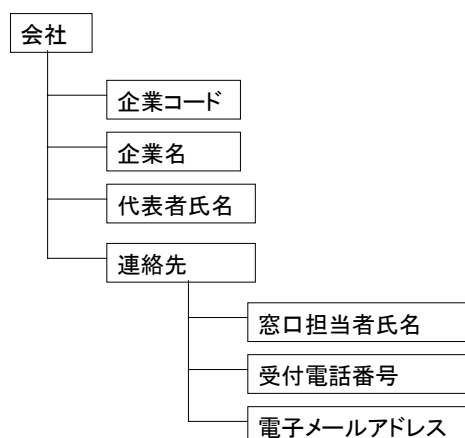 会社
企業コード
企業名
代表者氏名
連絡先
窓口担当者氏名
受付電話番号
電子メールアドレス